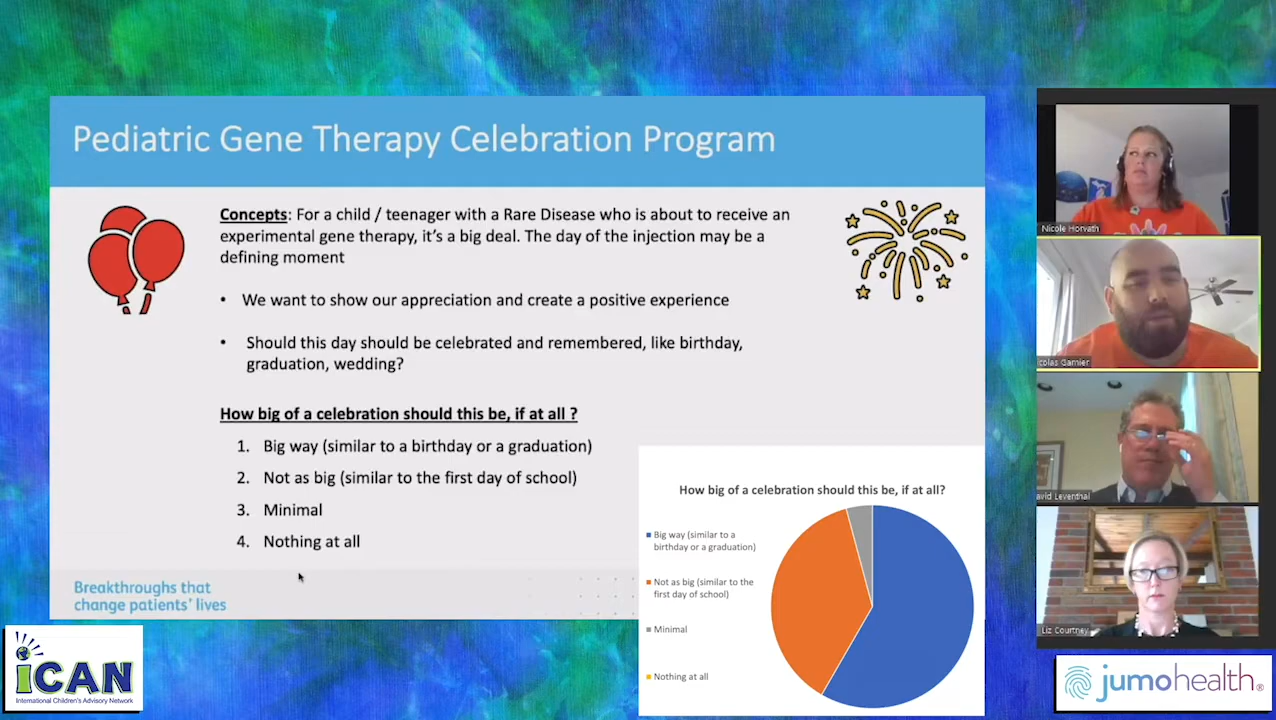 Pediatric Gene Therapy Celebration Program
Concepts: For a child / teenager with a Rare Disease who is about to receive an
experimental gene therapy, it's a big deal. The day of the injection may be a
defining moment
• We want to show our appreciation and create a positive experience
• Should this day should be celebrated and remembered, like birthday,
graduation, wedding?
How big of a celebration should this be, if at all ?
1. Big way (similar to a birthday or a graduation)
2. Not as big (similar to the first day of school)
3. Minimal
4. Nothing at all
Breakthroughs that
change patients' lives
How big of a celebration should this be, if at all?
Big way (similar to a
birthday or a graduation)
Not as big (similar to the
first day of school)
Minimal
Nothing at all
Nicole Horvath
icolas Garnier
avid Leventhal
Liz Courtney
iCAN
International Children's Advisory Network
jumohealth®